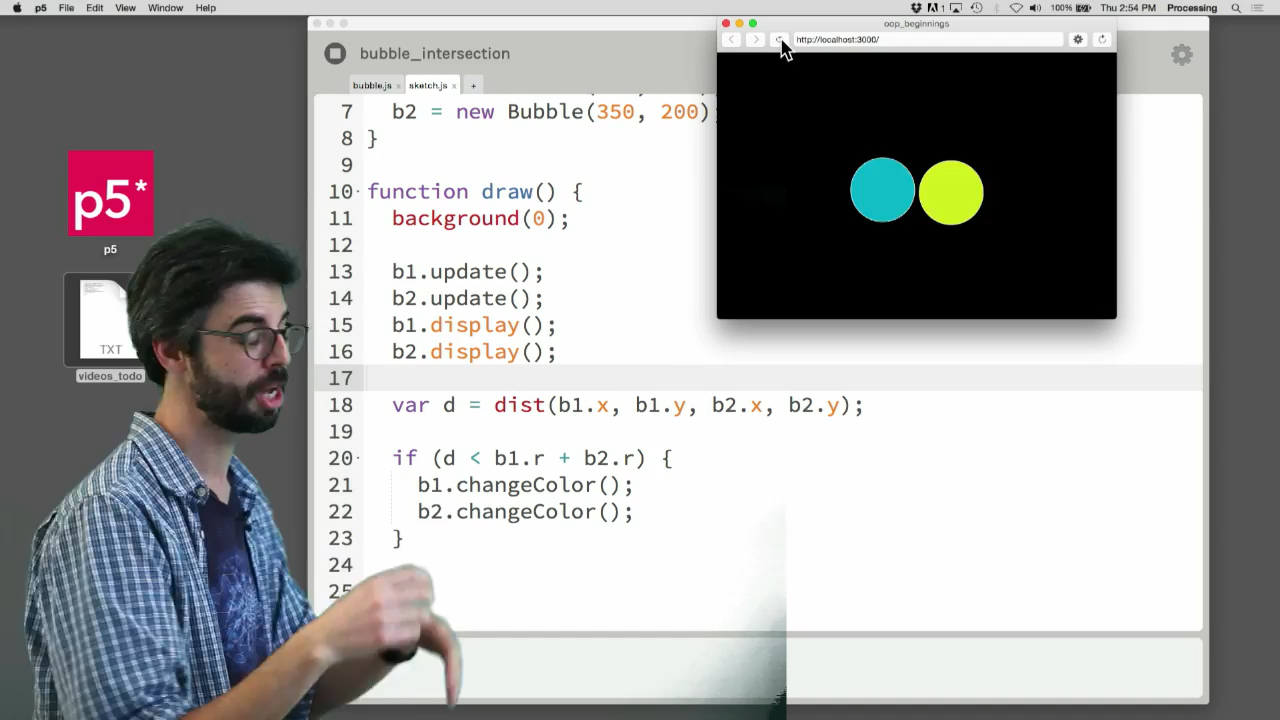 p5 File Edit View Window Help
1 100% Thu 2:54 PM Processing
oop_beginnings
http://localhost:3000/
bubble_intersection
bubble.js × sketch.js × +
7 b2 = new Bubble(350, 200)
8 }
9
10 function draw() {
11 background(0);
12
13 b1.update();
14 b2.update();
15 b1.display();
16 b2.display();
17
18 var d = dist(b1.x, b1.y, b2.x, b2.y);
19
20 if (d < b1.r + b2.r) {
21 b1.changeColor();
22 b2.changeColor();
23 }
24
25
p5*
p5
TXT
videos_todo